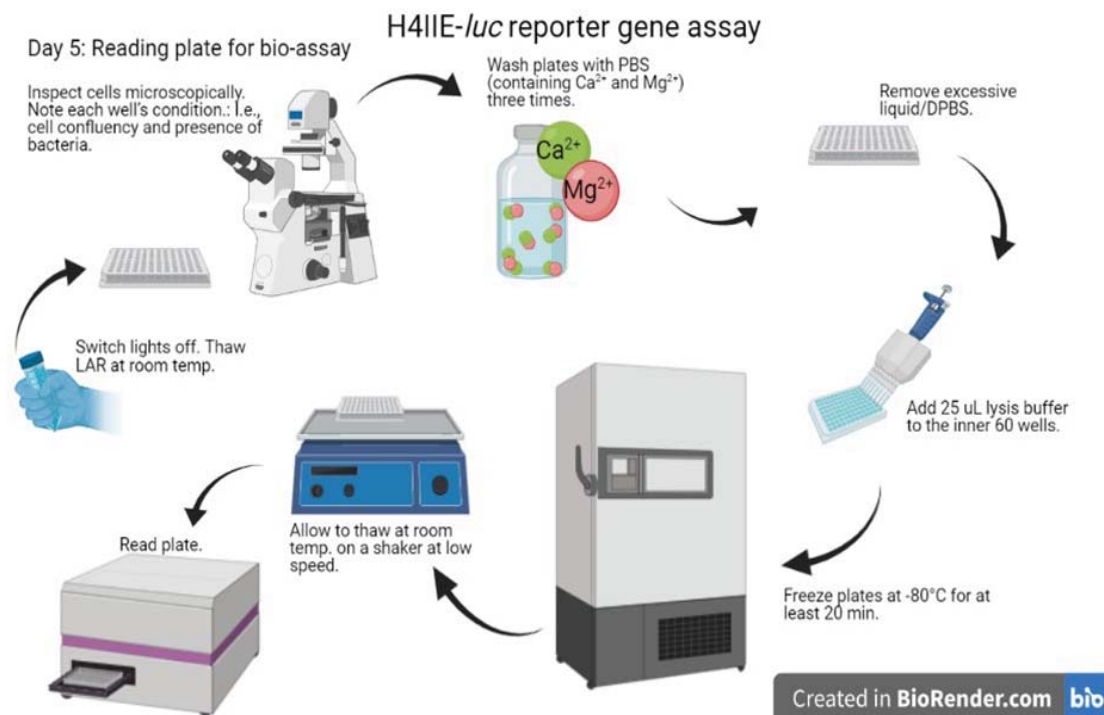 H4IIE-luc reporter gene assay
Day 5: Reading plate for bio-assay
Switch lights off. Thaw
LAR at room temp.
Inspect cells microscopically.
Note each well's condition.: I.e.,
cell confluency and presence of
bacteria.
Wash plates with PBS
(containing Ca²⁺ and Mg²⁺)
three times.
Ca²⁺
Mg²⁺
Remove excessive
liquid/DPBS.
Add 25 uL lysis buffer
to the inner 60 wells.
Freeze plates at -80°C for at
least 20 min.
Allow to thaw at room
temp. on a shaker at low
speed.
Read plate.
Created in BioRender.com bio